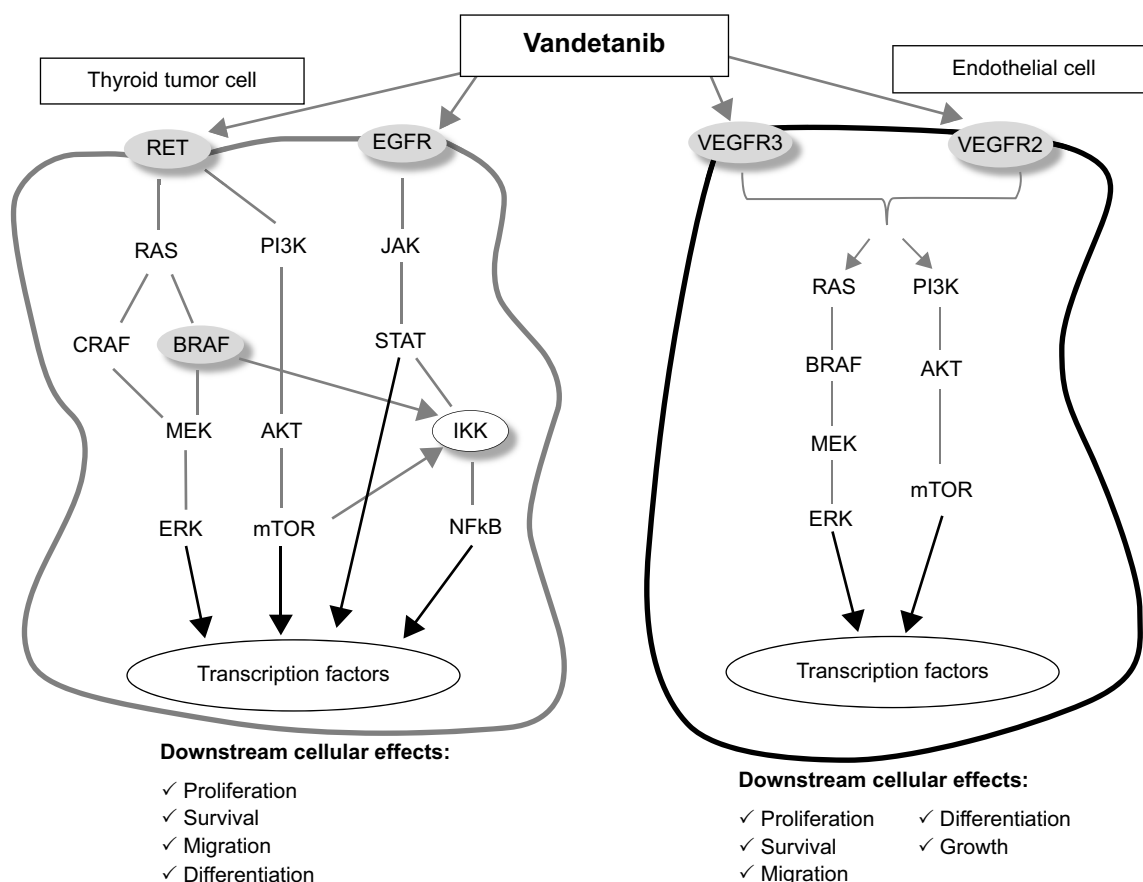 Vandetanib
Thyroid tumor cell
Endothelial cell
RET
EGFR
RAS
PI3K
JAK
CRAF
BRAF
STAT
MEK
AKT
IKK
ERK
mTOR
NFkB
Transcription factors
Downstream cellular effects:
✓ Proliferation
✓ Survival
✓ Migration
✓ Differentiation
VEGFR3
VEGFR2
RAS
PI3K
BRAF
AKT
MEK
mTOR
ERK
Transcription factors
Downstream cellular effects:
✓ Proliferation ✓ Differentiation
✓ Survival ✓ Growth
✓ Migration